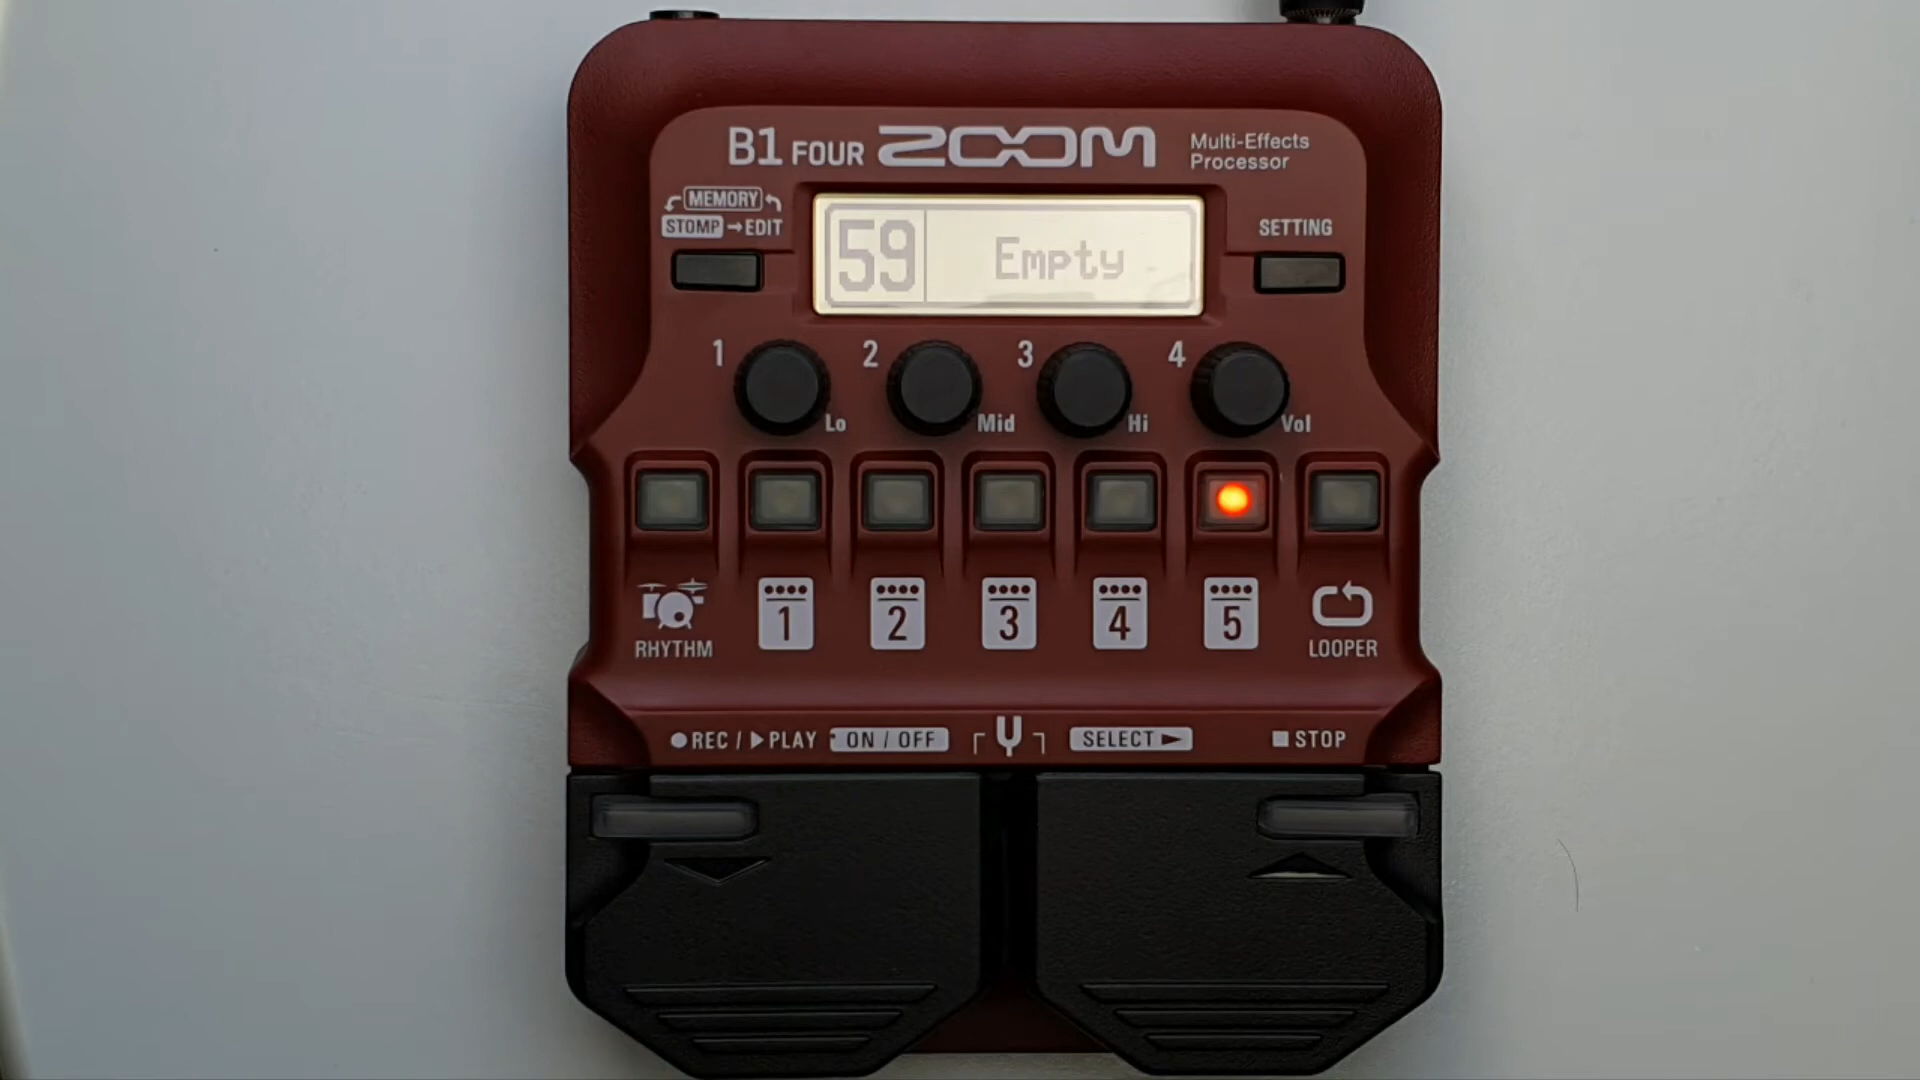 B1 FOUR ZOOM Multi-Effects
Processor
MEMORY
STOMP → EDIT
59 Empty
SETTING
1 2 3 4
Lo Mid Hi Vol
1 2 3 4 5
RHYTHM LOOPER
●REC / ▶PLAY ON / OFF SELECT ► ■ STOP